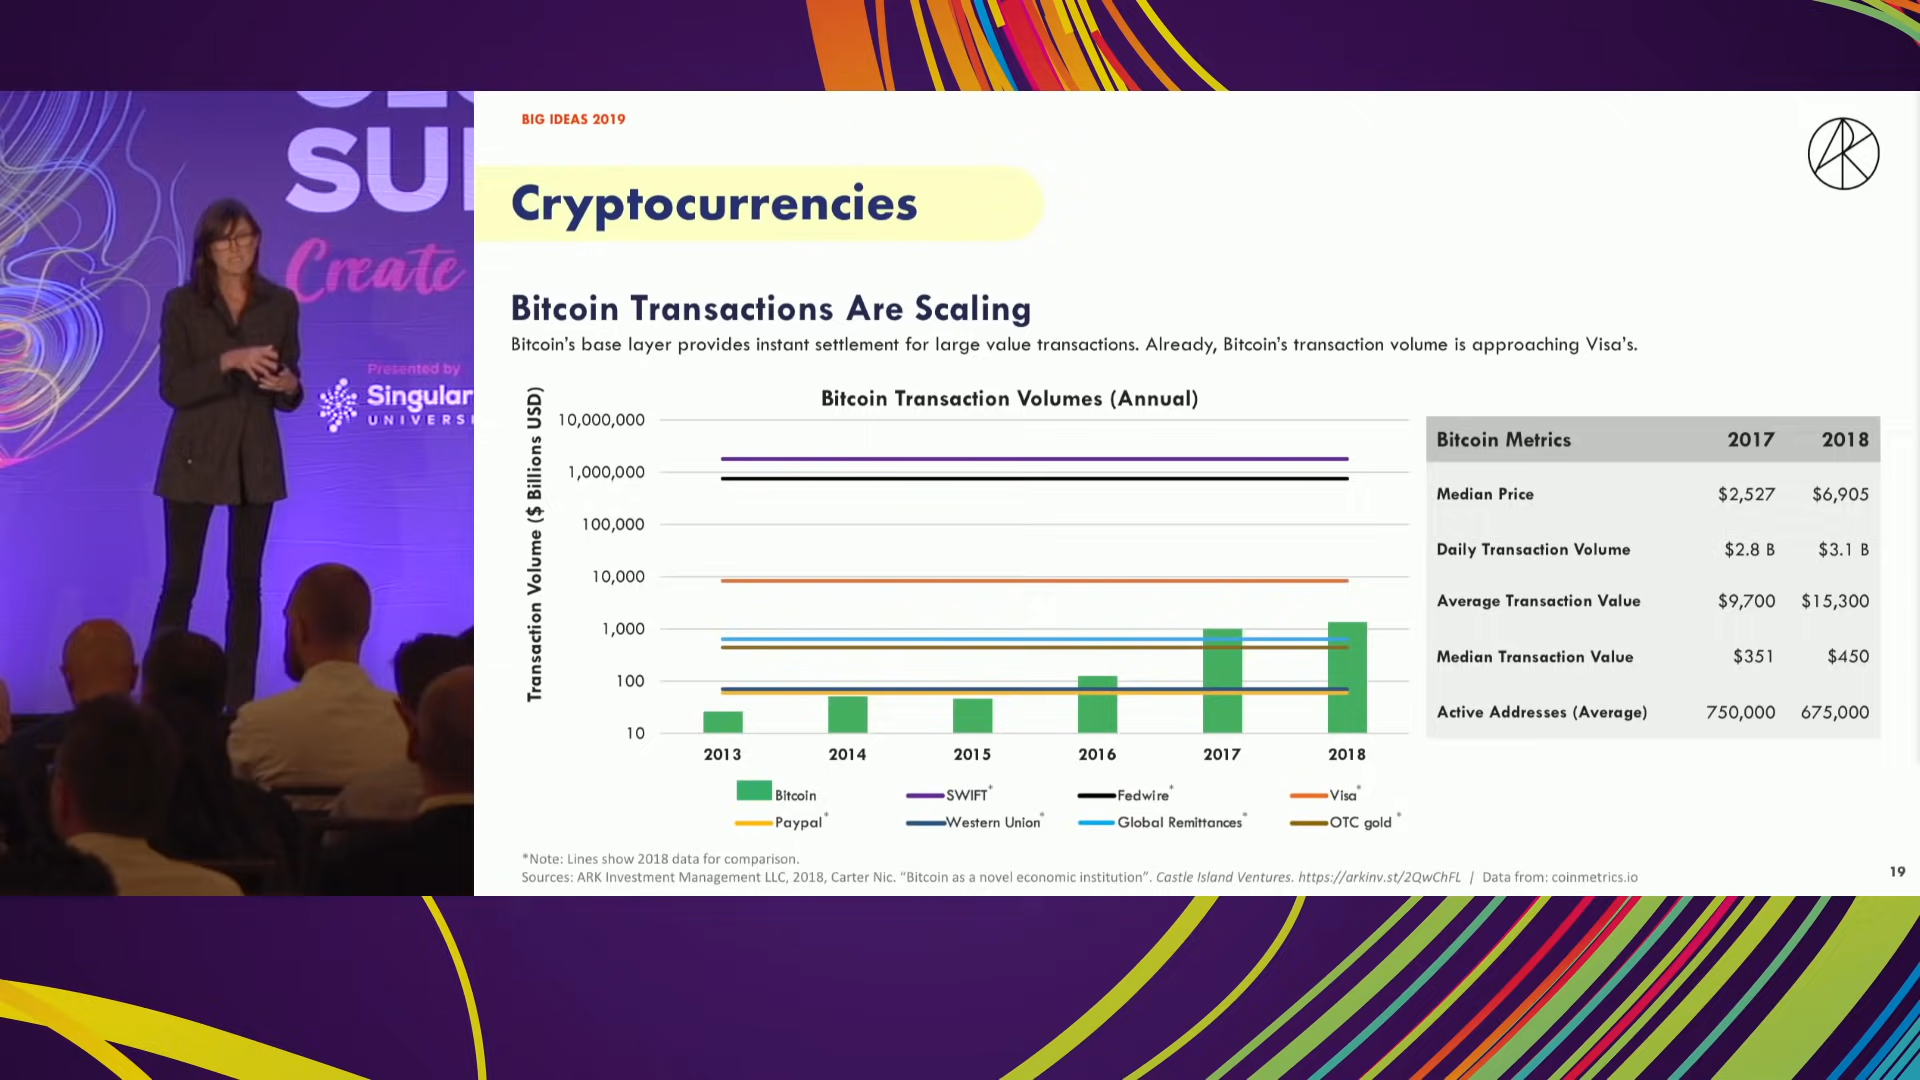 SU
Create
Presented by
Singular
UNIVERS
BIG IDEAS 2019
Cryptocurrencies
Bitcoin Transactions Are Scaling
Bitcoin's base layer provides instant settlement for large value transactions. Already, Bitcoin's transaction volume is approaching Visa's.
Bitcoin Transaction Volumes (Annual)
Transaction Volume ($ Billions USD)
10,000,000
1,000,000
100,000
10,000
1,000
100
10
2013 2014 2015 2016 2017 2018
Bitcoin SWIFT* Fedwire* Visa*
Paypal* Western Union* Global Remittances* OTC gold *
Bitcoin Metrics 2017 2018
Median Price $2,527 $6,905
Daily Transaction Volume $2.8 B $3.1 B
Average Transaction Value $9,700 $15,300
Median Transaction Value $351 $450
Active Addresses (Average) 750,000 675,000
*Note: Lines show 2018 data for comparison.
Sources: ARK Investment Management LLC, 2018, Carter Nic. “Bitcoin as a novel economic institution”. Castle Island Ventures. https://arkinv.st/2QwChFL | Data from: coinmetrics.io
19